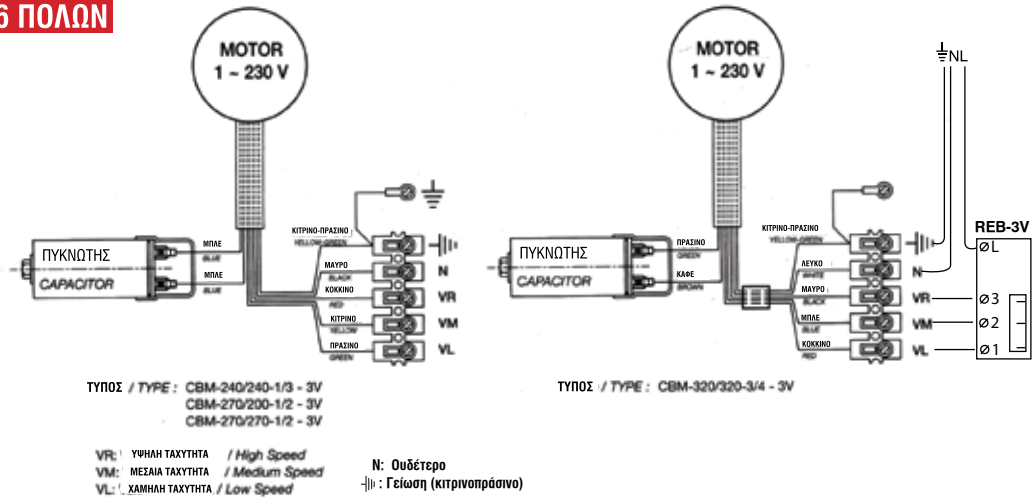 6 ΠΟΛΩΝ
MOTOR
1 ~ 230 V
ΠΥΚΝΩΤΗΣ
CAPACITOR
ΜΠΛΕ
BLUE
ΜΠΛΕ
BLUE
ΚΙΤΡΙΝΟ-ΠΡΑΣΙΝΟ
YELLOW-GREEN
ΜΑΥΡΟ
BLACK
N
ΚΟΚΚΙΝΟ
RED
VR
ΚΙΤΡΙΝΟ
YELLOW
VM
ΠΡΑΣΙΝΟ
GREEN
VL
ΤΥΠΟΣ / TYPE : CBM-240/240-1/3 - 3V
CBM-270/200-1/2 - 3V
CBM-270/270-1/2 - 3V
MOTOR
1 ~ 230 V
ΠΥΚΝΩΤΗΣ
CAPACITOR
ΠΡΑΣΙΝΟ
GREEN
ΚΑΦΕ
BROWN
ΚΙΤΡΙΝΟ-ΠΡΑΣΙΝΟ
YELLOW-GREEN
ΛΕΥΚΟ
WHITE
N
ΜΑΥΡΟ
BLACK
VR
ΜΠΛΕ
BLUE
VM
ΚΟΚΚΙΝΟ
RED
VL
NL
REB-3V
ØL
Ø3
Ø2
Ø1
ΤΥΠΟΣ / TYPE : CBM-320/320-3/4 - 3V
VR: ΥΨΗΛΗ ΤΑΧΥΤΗΤΑ / High Speed
VM: ΜΕΣΑΙΑ ΤΑΧΥΤΗΤΑ / Medium Speed
VL: ΧΑΜΗΛΗ ΤΑΧΥΤΗΤΑ / Low Speed
N: Ουδέτερο
: Γείωση (κιτρινοπράσινο)